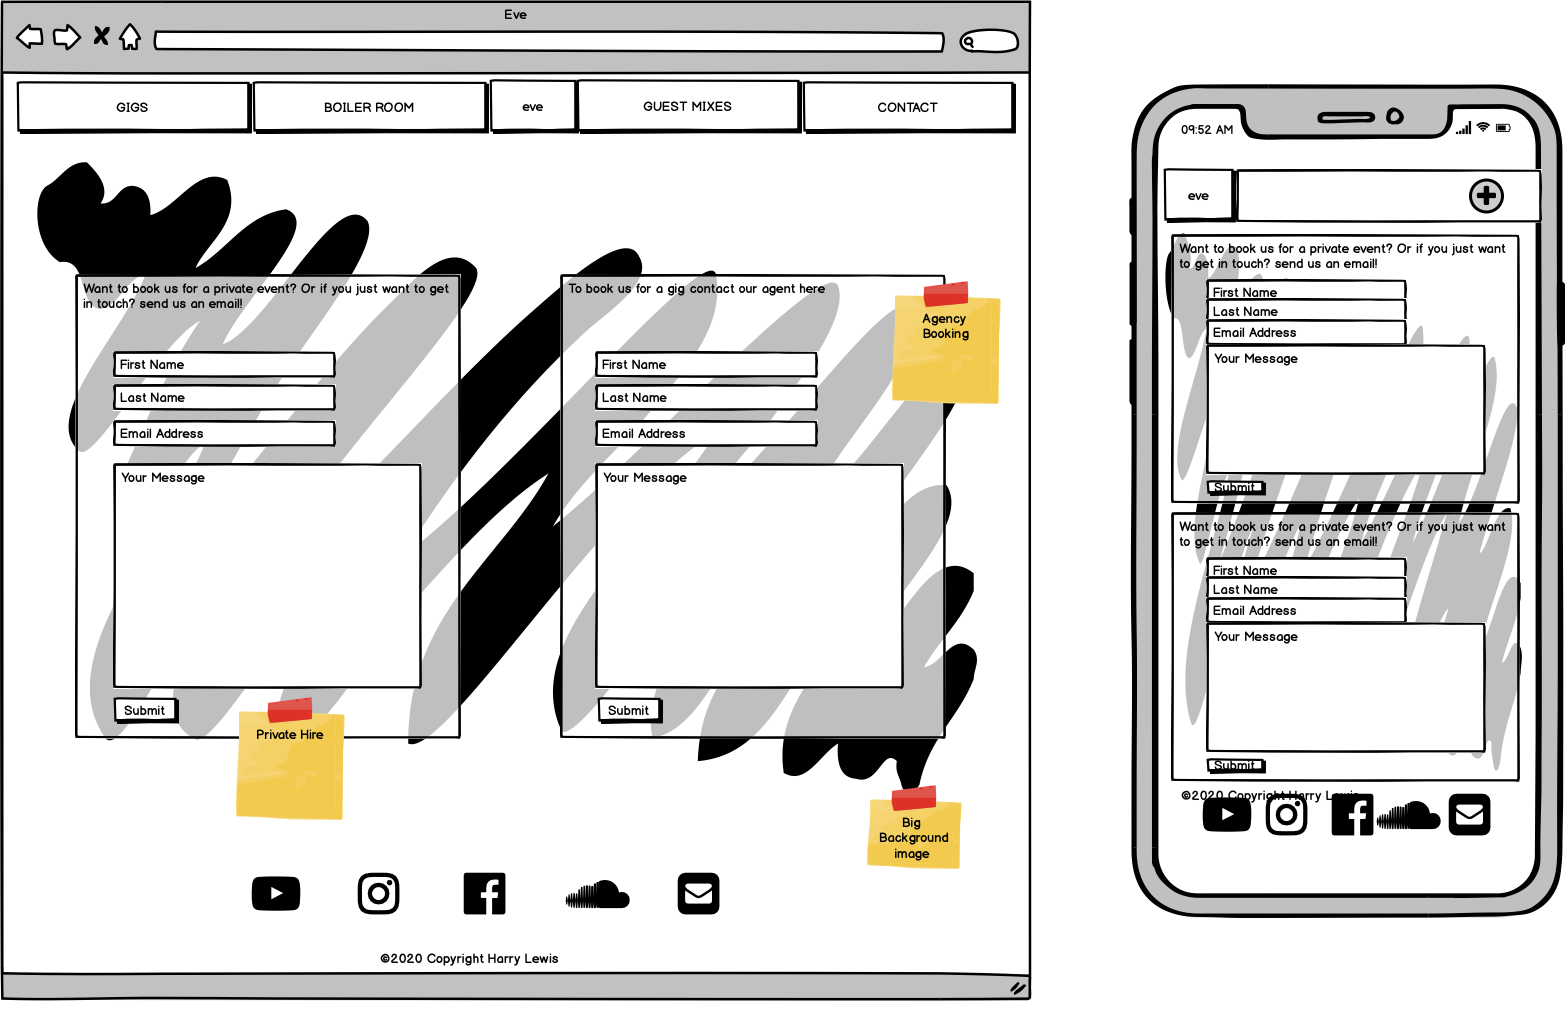 Eve
GIGS
BOILER ROOM
eve
GUEST MIXES
CONTACT
Want to book us for a private event? Or if you just want to get
in touch? send us an email!
First Name
Last Name
Email Address
Your Message
Submit
Private Hire
To book us for a gig contact our agent here
Agency
Booking
First Name
Last Name
Email Address
Your Message
Submit
Big
Background
image
©2020 Copyright Harry Lewis
09:52 AM
eve
Want to book us for a private event? Or if you just want
to get in touch? send us an email!
First Name
Last Name
Email Address
Your Message
Submit
Want to book us for a private event? Or if you just want
to get in touch? send us an email!
First Name
Last Name
Email Address
Your Message
Submit
©2020 Copyright Harry Lewis